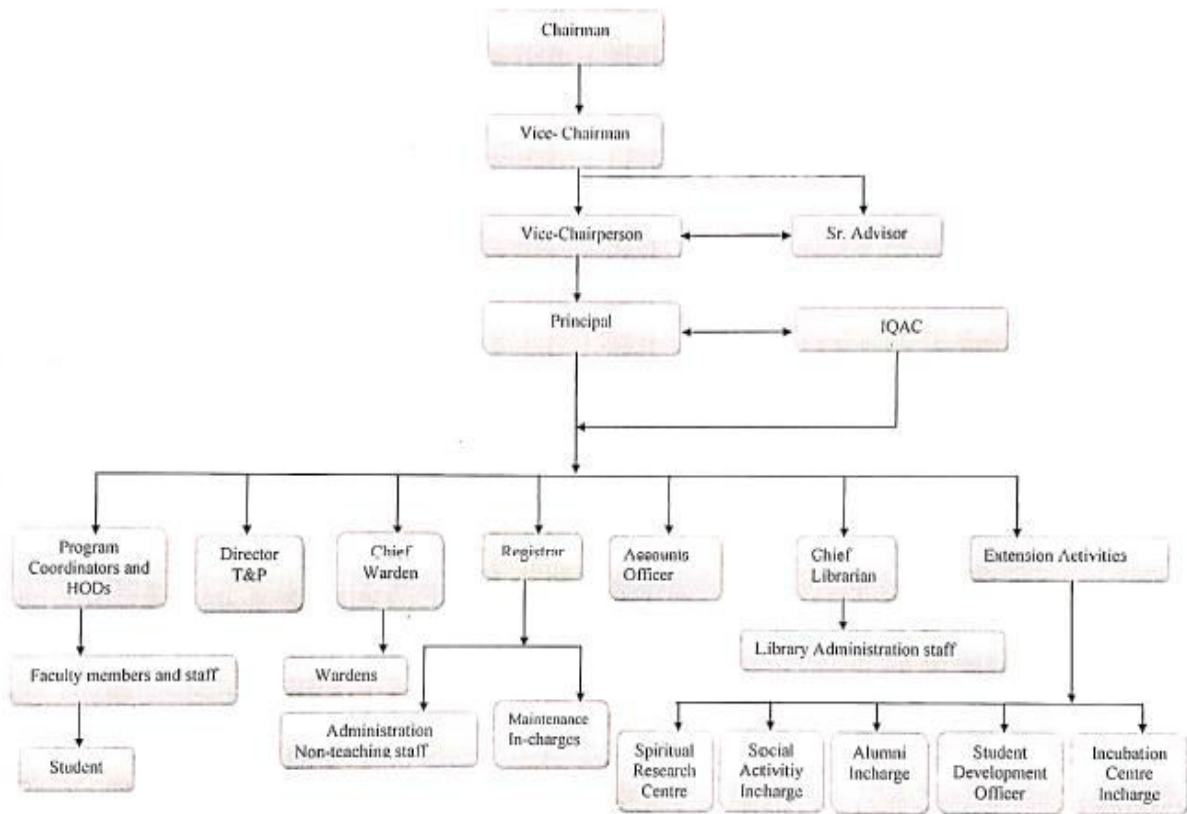 Chairman
Vice- Chairman
Vice-Chairperson
Sr. Advisor
Principal
IQAC
Program
Coordinators and
HODs
Director
T&P
Chief
Warden
Registrar
Accounts
Officer
Chief
Librarian
Extension Activities
Faculty members and staff
Wardens
Library Administration staff
Administration
Non-teaching staff
Maintenance
In-charges
Student
Spiritual
Research
Centre
Social
Activitiy
Incharge
Alumni
Incharge
Student
Development
Officer
Incubation
Centre
Incharge